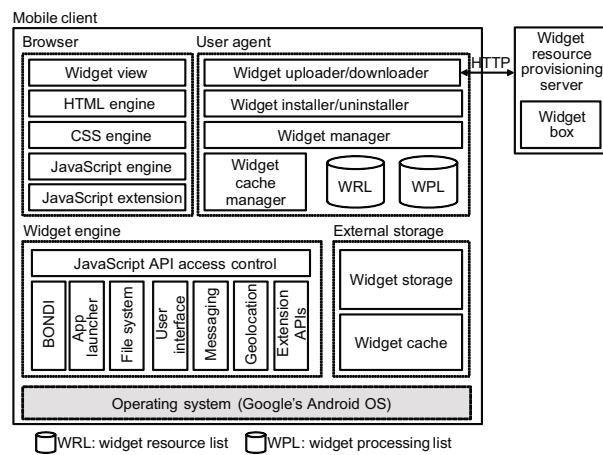 Mobile client
Browser
Widget view
HTML engine
CSS engine
JavaScript engine
JavaScript extension
User agent
Widget uploader/downloader
Widget installer/uninstaller
Widget manager
Widget
cache
manager
WRL
WPL
HTTP
Widget
resource
provisioning
server
Widget
box
Widget engine
JavaScript API access control
BONDI
App
launcher
File system
User
interface
Messaging
Geolocation
Extension
APIs
External storage
Widget storage
Widget cache
Operating system (Google's Android OS)
WRL: widget resource list
WPL: widget processing list